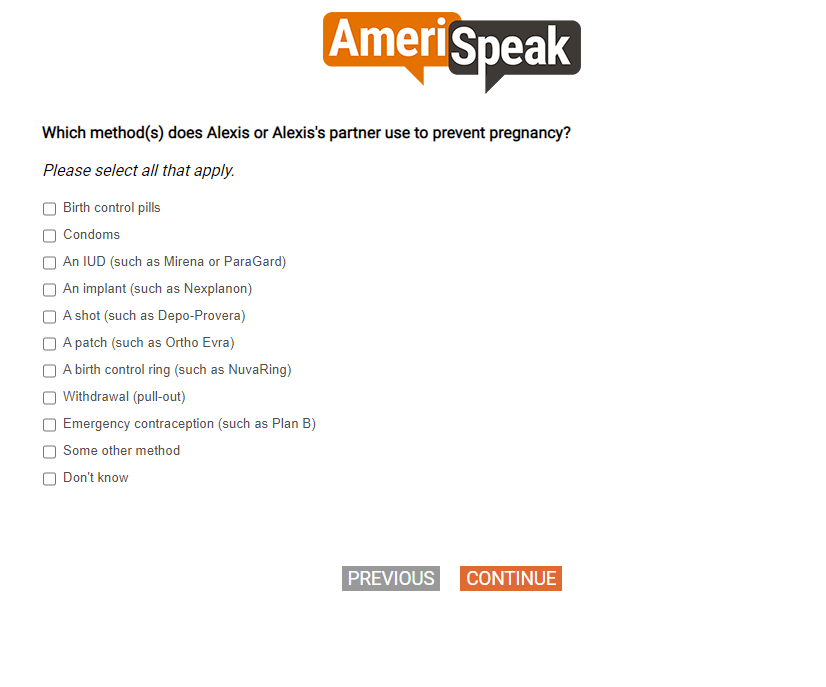 AmeriSpeak
Which method(s) does Alexis or Alexis's partner use to prevent pregnancy?
Please select all that apply.
Birth control pills
Condoms
An IUD (such as Mirena or ParaGard)
An implant (such as Nexplanon)
A shot (such as Depo-Provera)
A patch (such as Ortho Evra)
A birth control ring (such as NuvaRing)
Withdrawal (pull-out)
Emergency contraception (such as Plan B)
Some other method
Don't know
PREVIOUS CONTINUE